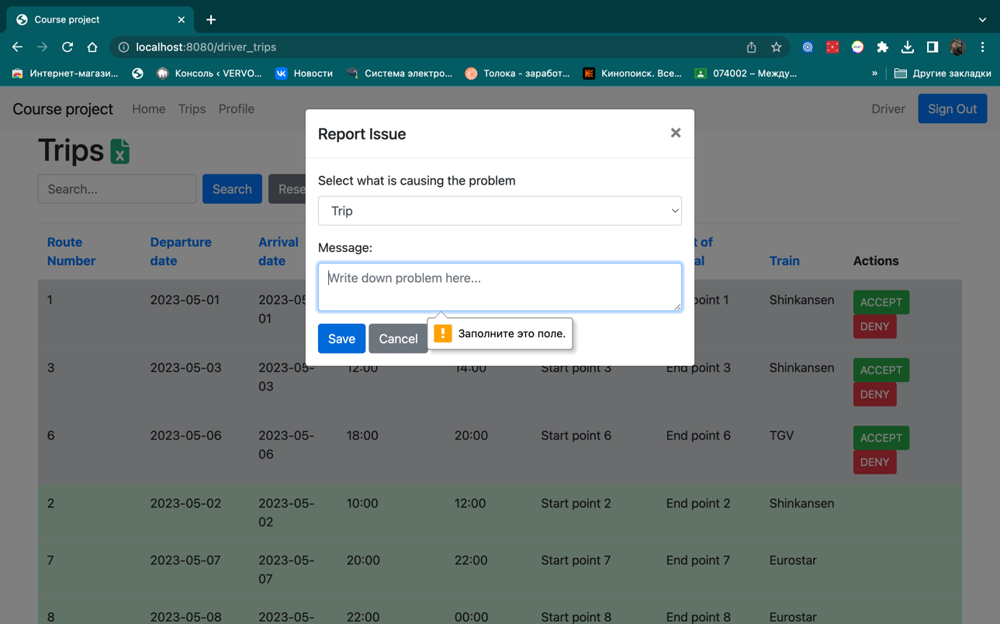 Course project
localhost:8080/driver_trips
Интернет-магази...
Консоль ‹ VERVO...
Новости
Система электро...
Толока - заработ...
Кинопоиск. Все...
074002 – Между...
»
Другие закладки
Course project Home Trips Profile Driver Sign Out
Trips
Search... Search Rese
Report Issue
Select what is causing the problem
Trip
Message:
Write down problem here...
Заполните это поле.
Save Cancel
Route Departure Arrival t of
Number date date al Train Actions
1 2023-05-01 2023-05 point 1 Shinkansen ACCEPT
01 DENY
3 2023-05-03 2023-05- 12:00 14:00 Start point 3 End point 3 Shinkansen ACCEPT
03 DENY
6 2023-05-06 2023-05- 18:00 20:00 Start point 6 End point 6 TGV ACCEPT
06 DENY
2 2023-05-02 2023-05- 10:00 12:00 Start point 2 End point 2 Shinkansen
02
7 2023-05-07 2023-05- 20:00 22:00 Start point 7 End point 7 Eurostar
07
8 2023-05-08 2023-05- 22:00 00:00 Start point 8 End point 8 Eurostar